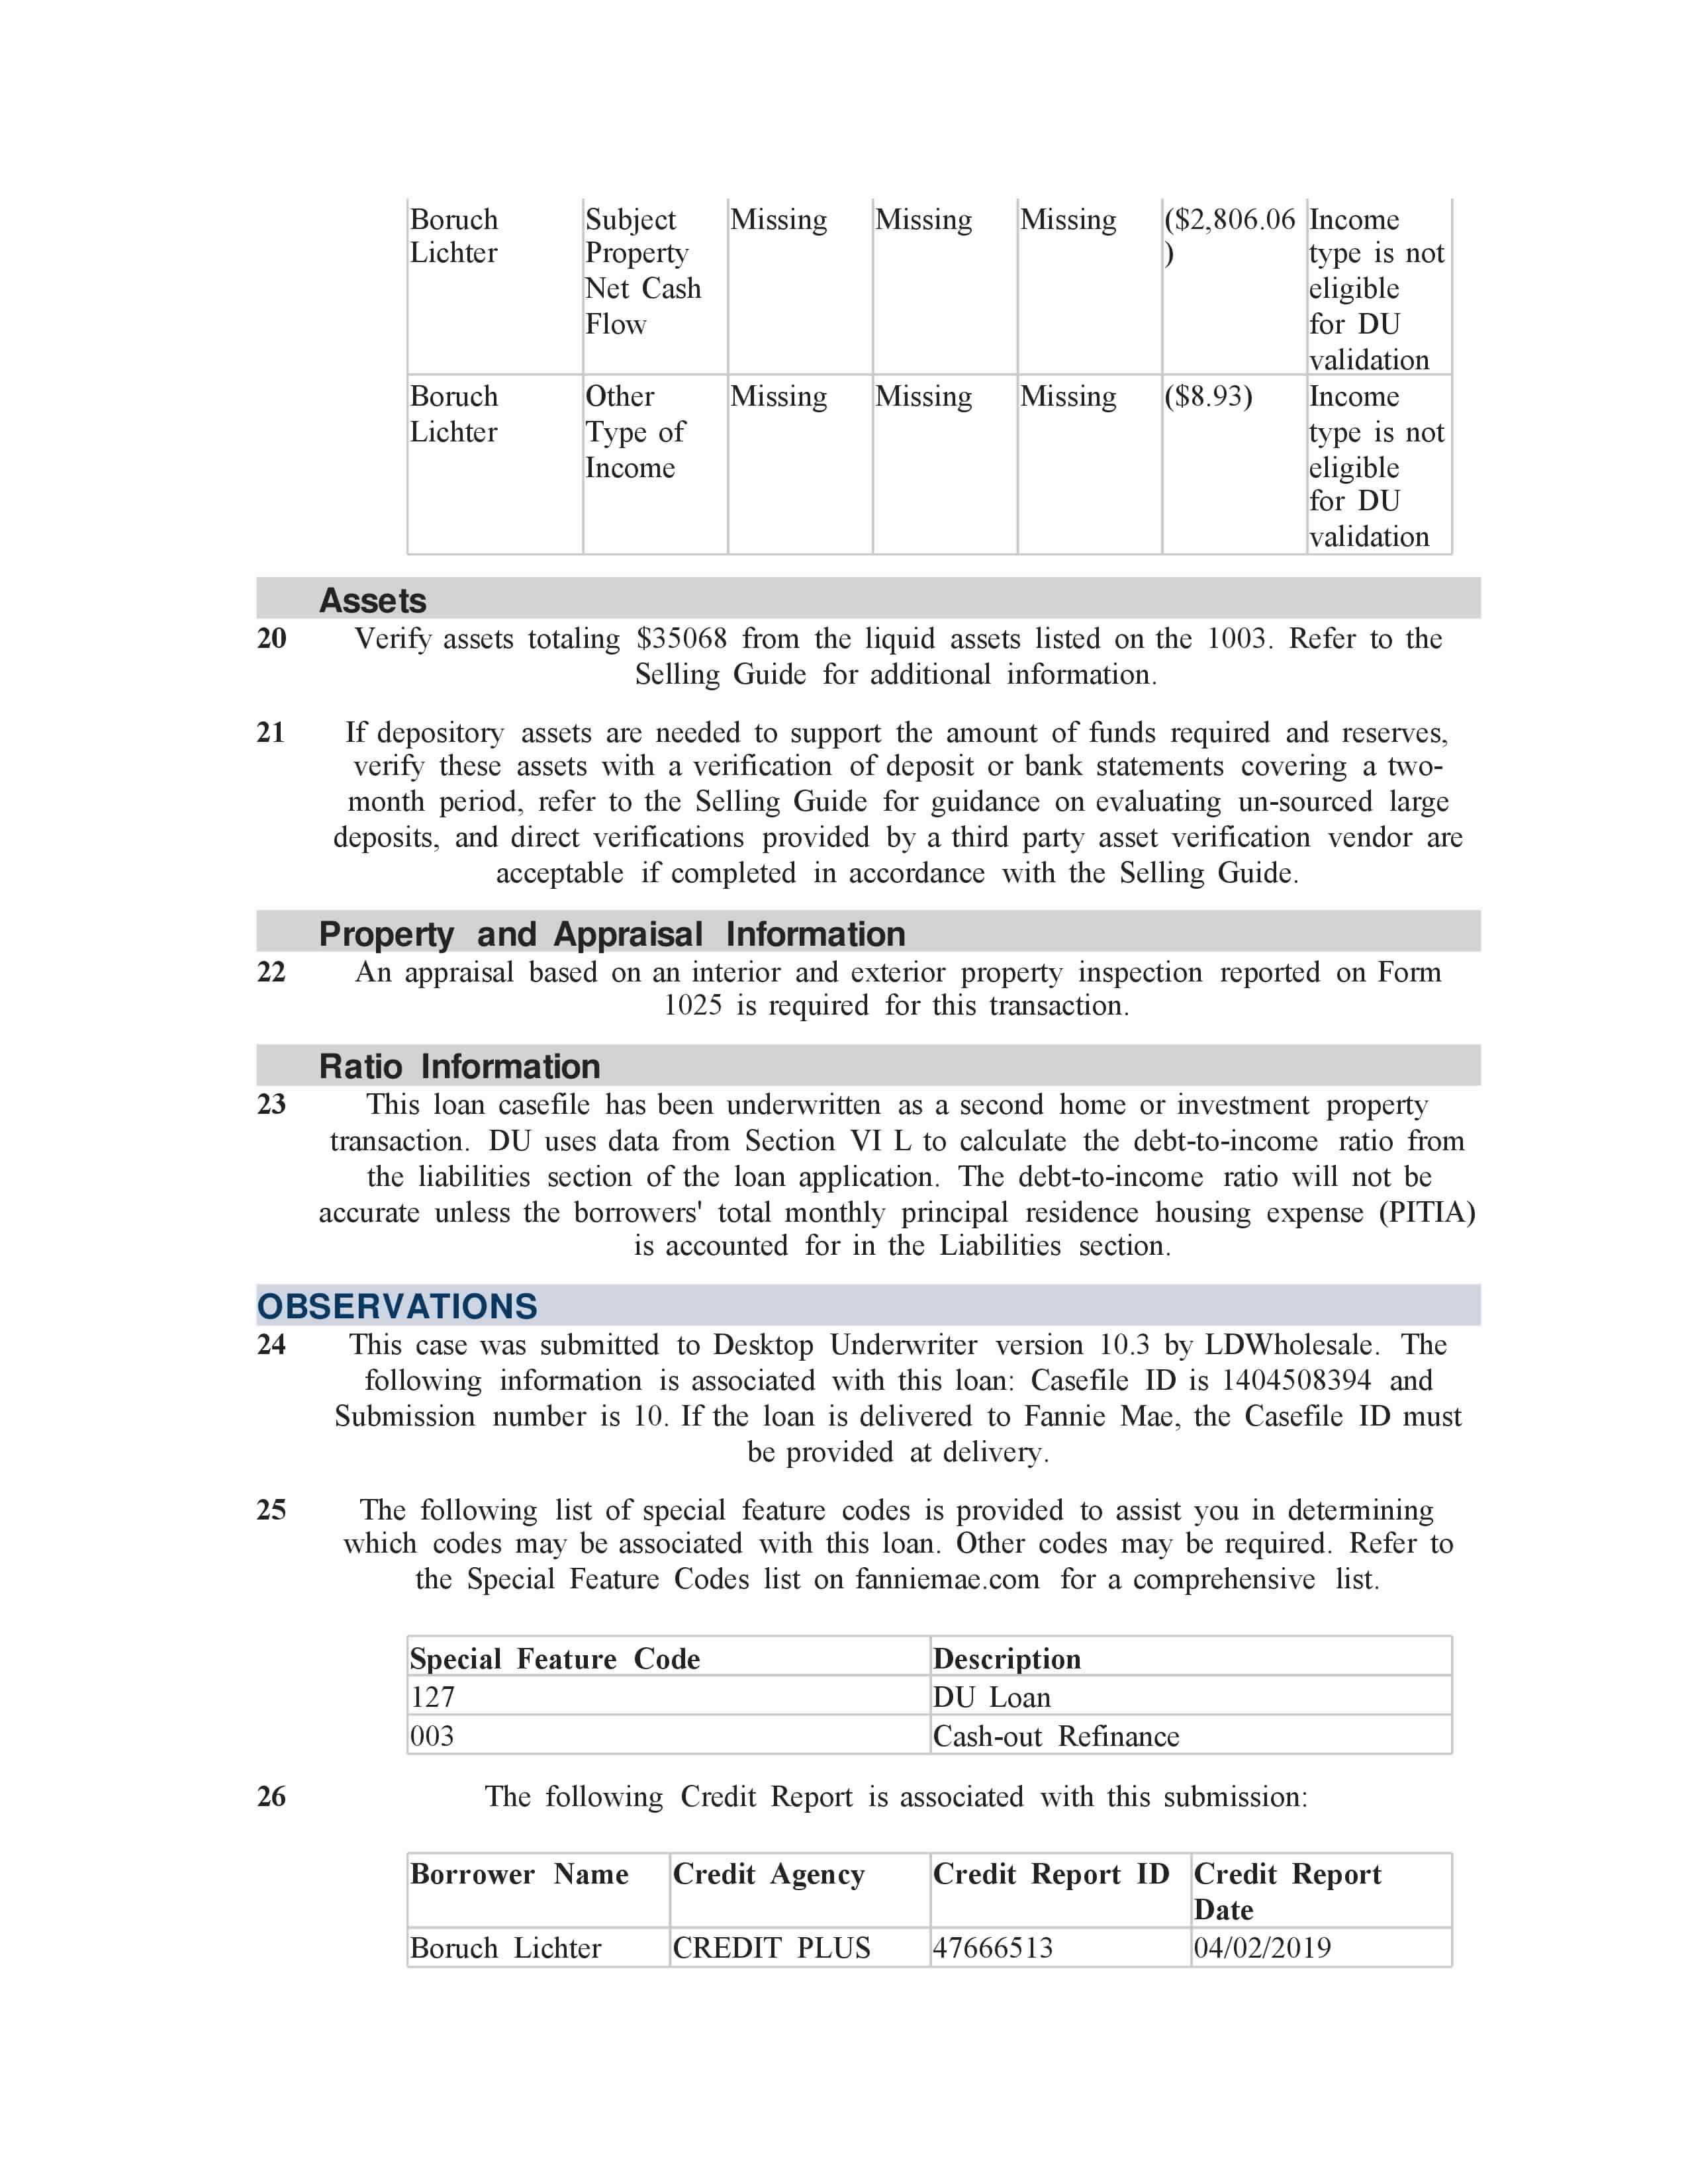 Boruch Subject Missing Missing Missing ($2,806.06 Income
Lichter Property ) type is not
Net Cash eligible
Flow for DU
validation
Boruch Other Missing Missing Missing ($8.93) Income
Lichter Type of type is not
Income eligible
for DU
validation
Assets
20 Verify assets totaling $35068 from the liquid assets listed on the 1003. Refer to the
Selling Guide for additional information.
21 If depository assets are needed to support the amount of funds required and reserves,
verify these assets with a verification of deposit or bank statements covering a two-
month period, refer to the Selling Guide for guidance on evaluating un-sourced large
deposits, and direct verifications provided by a third party asset verification vendor are
acceptable if completed in accordance with the Selling Guide.
Property and Appraisal Information
22 An appraisal based on an interior and exterior property inspection reported on Form
1025 is required for this transaction.
Ratio Information
23 This loan casefile has been underwritten as a second home or investment property
transaction. DU uses data from Section VI L to calculate the debt-to-income ratio from
the liabilities section of the loan application. The debt-to-income ratio will not be
accurate unless the borrowers' total monthly principal residence housing expense (PITIA)
is accounted for in the Liabilities section.
OBSERVATIONS
24 This case was submitted to Desktop Underwriter version 10.3 by LDWholesale. The
following information is associated with this loan: Casefile ID is 1404508394 and
Submission number is 10. If the loan is delivered to Fannie Mae, the Casefile ID must
be provided at delivery.
25 The following list of special feature codes is provided to assist you in determining
which codes may be associated with this loan. Other codes may be required. Refer to
the Special Feature Codes list on fanniemae.com for a comprehensive list.
Special Feature Code Description
127 DU Loan
003 Cash-out Refinance
26 The following Credit Report is associated with this submission:
Borrower Name Credit Agency Credit Report ID Credit Report
Date
Boruch Lichter CREDIT PLUS 47666513 04/02/2019